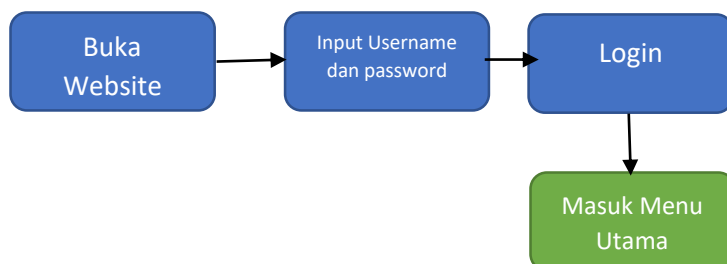 Buka
Website
Input Username
dan password
Login
Masuk Menu
Utama